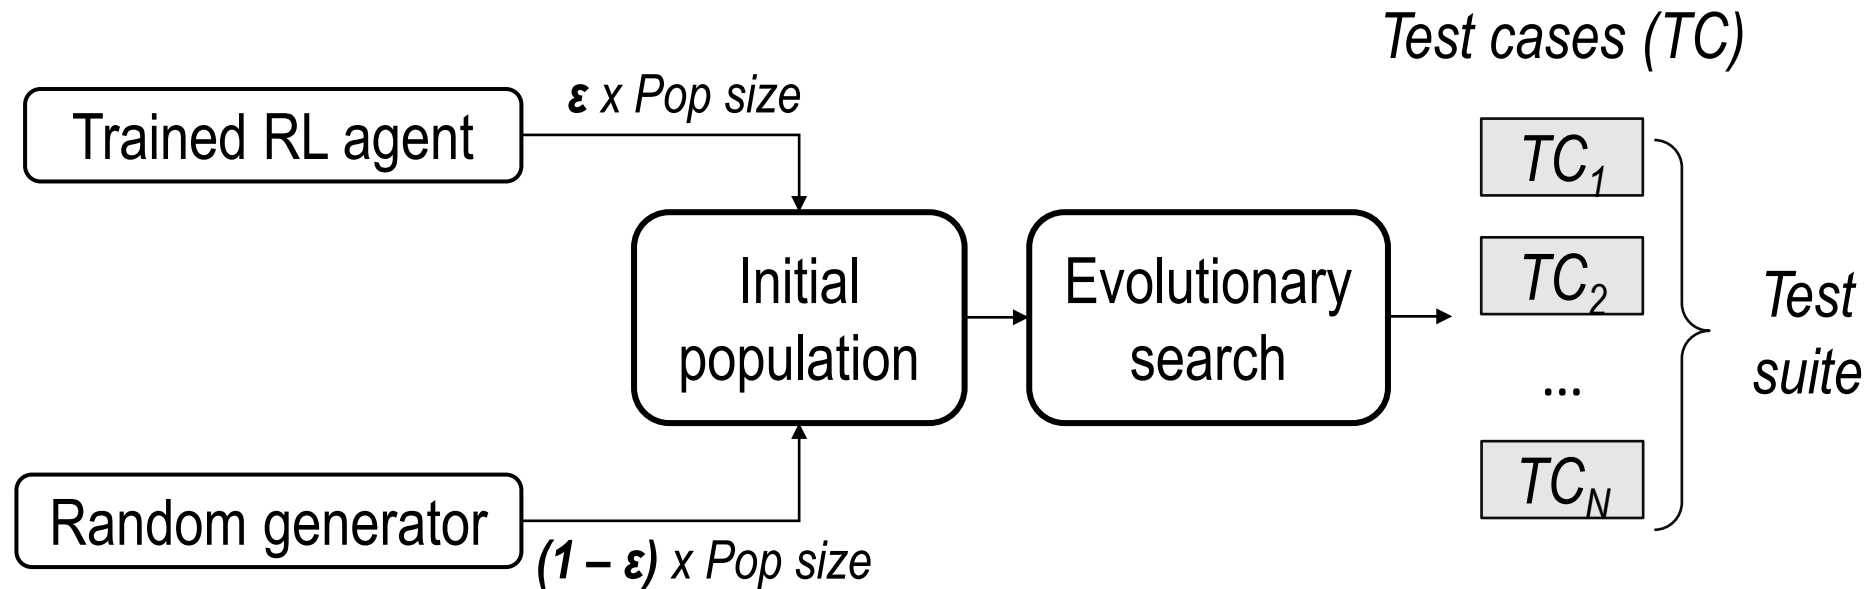 Test cases (TC)
ε x Pop size
Trained RL agent
TC1
Initial
population
Evolutionary
search
TC2
...
TCN
Test
suite
Random generator
(1 – ε) x Pop size